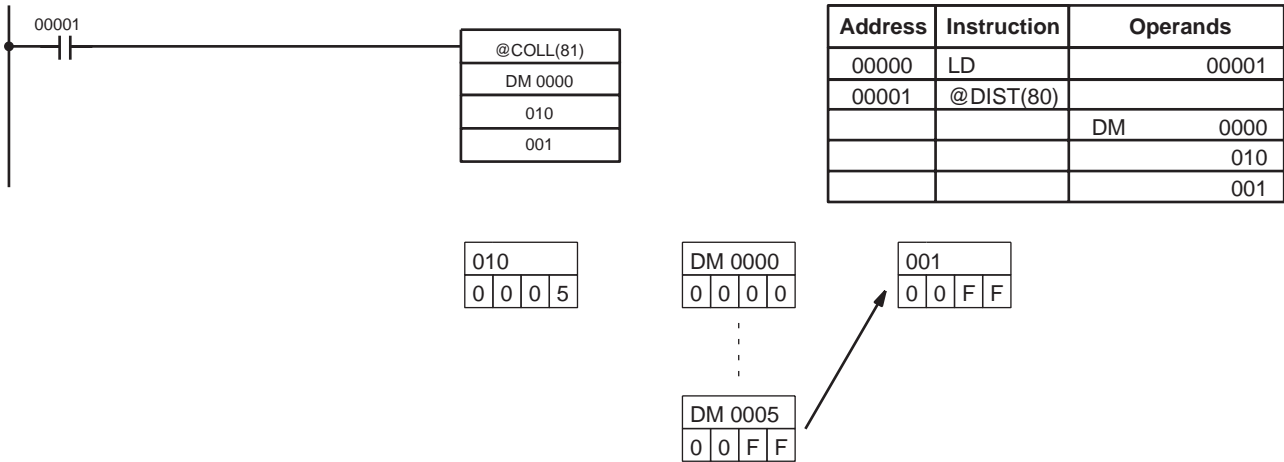 00001
@COLL(81)
DM 0000
010
001
Address Instruction Operands
00000 LD 00001
00001 @DIST(80)
DM 0000
010
001
010 DM 0000 001
0 0 0 5 0 0 0 0 0 0 F F
DM 0005
0 0 F F